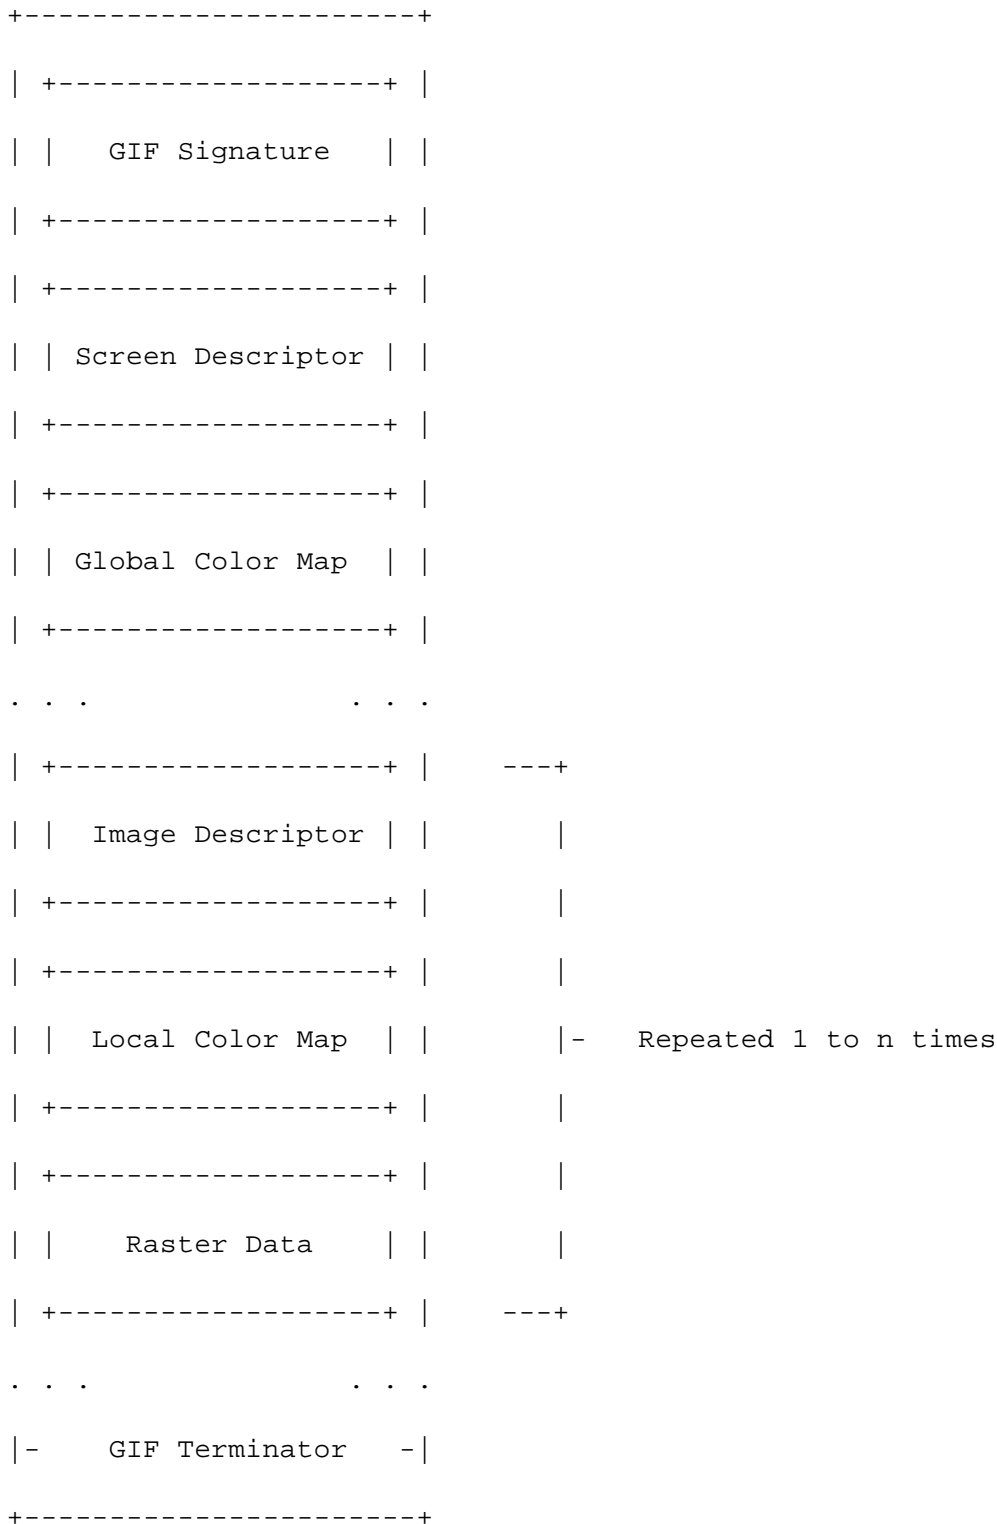 +-----------------------+
| +-------------------+ |
| |   GIF Signature   | |
| +-------------------+ |
| +-------------------+ |
| | Screen Descriptor | |
| +-------------------+ |
| +-------------------+ |
| | Global Color Map  | |
| +-------------------+ |
. . .               . . .
| +-------------------+ |    ---+
| |  Image Descriptor | |       |
| +-------------------+ |       |
| +-------------------+ |       |
| |  Local Color Map  | |       |-   Repeated 1 to n times
| +-------------------+ |       |
| +-------------------+ |       |
| |    Raster Data    | |       |
| +-------------------+ |    ---+
. . .               . . .
|-    GIF Terminator   -|
+-----------------------+